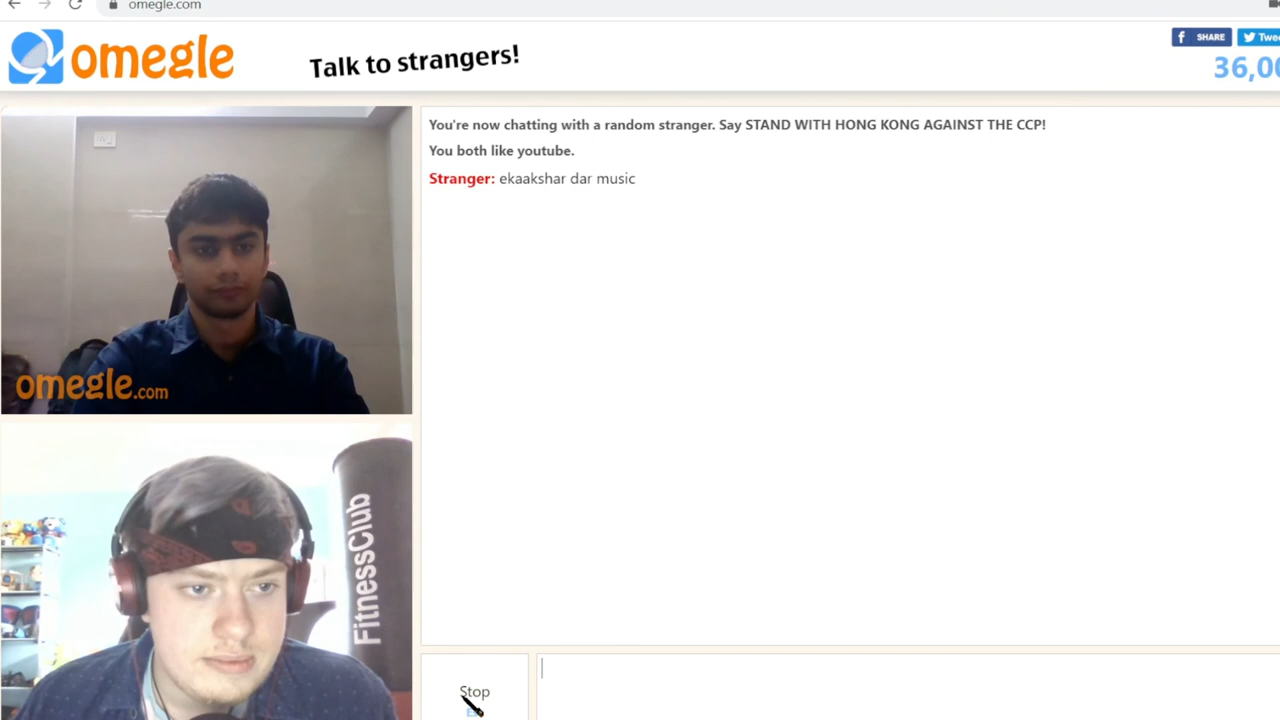 omegle.com
omegle
Talk to strangers!
SHARE
Twee
36,00
You're now chatting with a random stranger. Say STAND WITH HONG KONG AGAINST THE CCP!
You both like youtube.
Stranger: ekaakshar dar music
omegle.com
FitnessClub
Stop